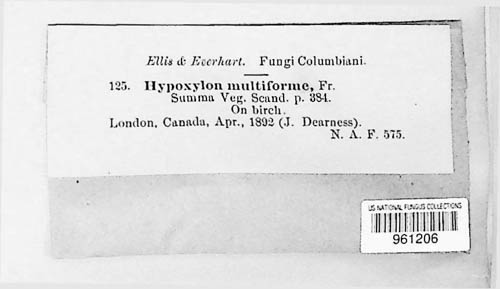 Ellis & Everhart. Fungi Columbiani.
125. Hypoxylon multiforme, Fr.
Summa Veg. Scand. p. 384.
On birch.
London, Canada, Apr., 1892 (J. Dearness).
N. A. F. 575.
US NATIONAL FUNGUS COLLECTIONS
961206